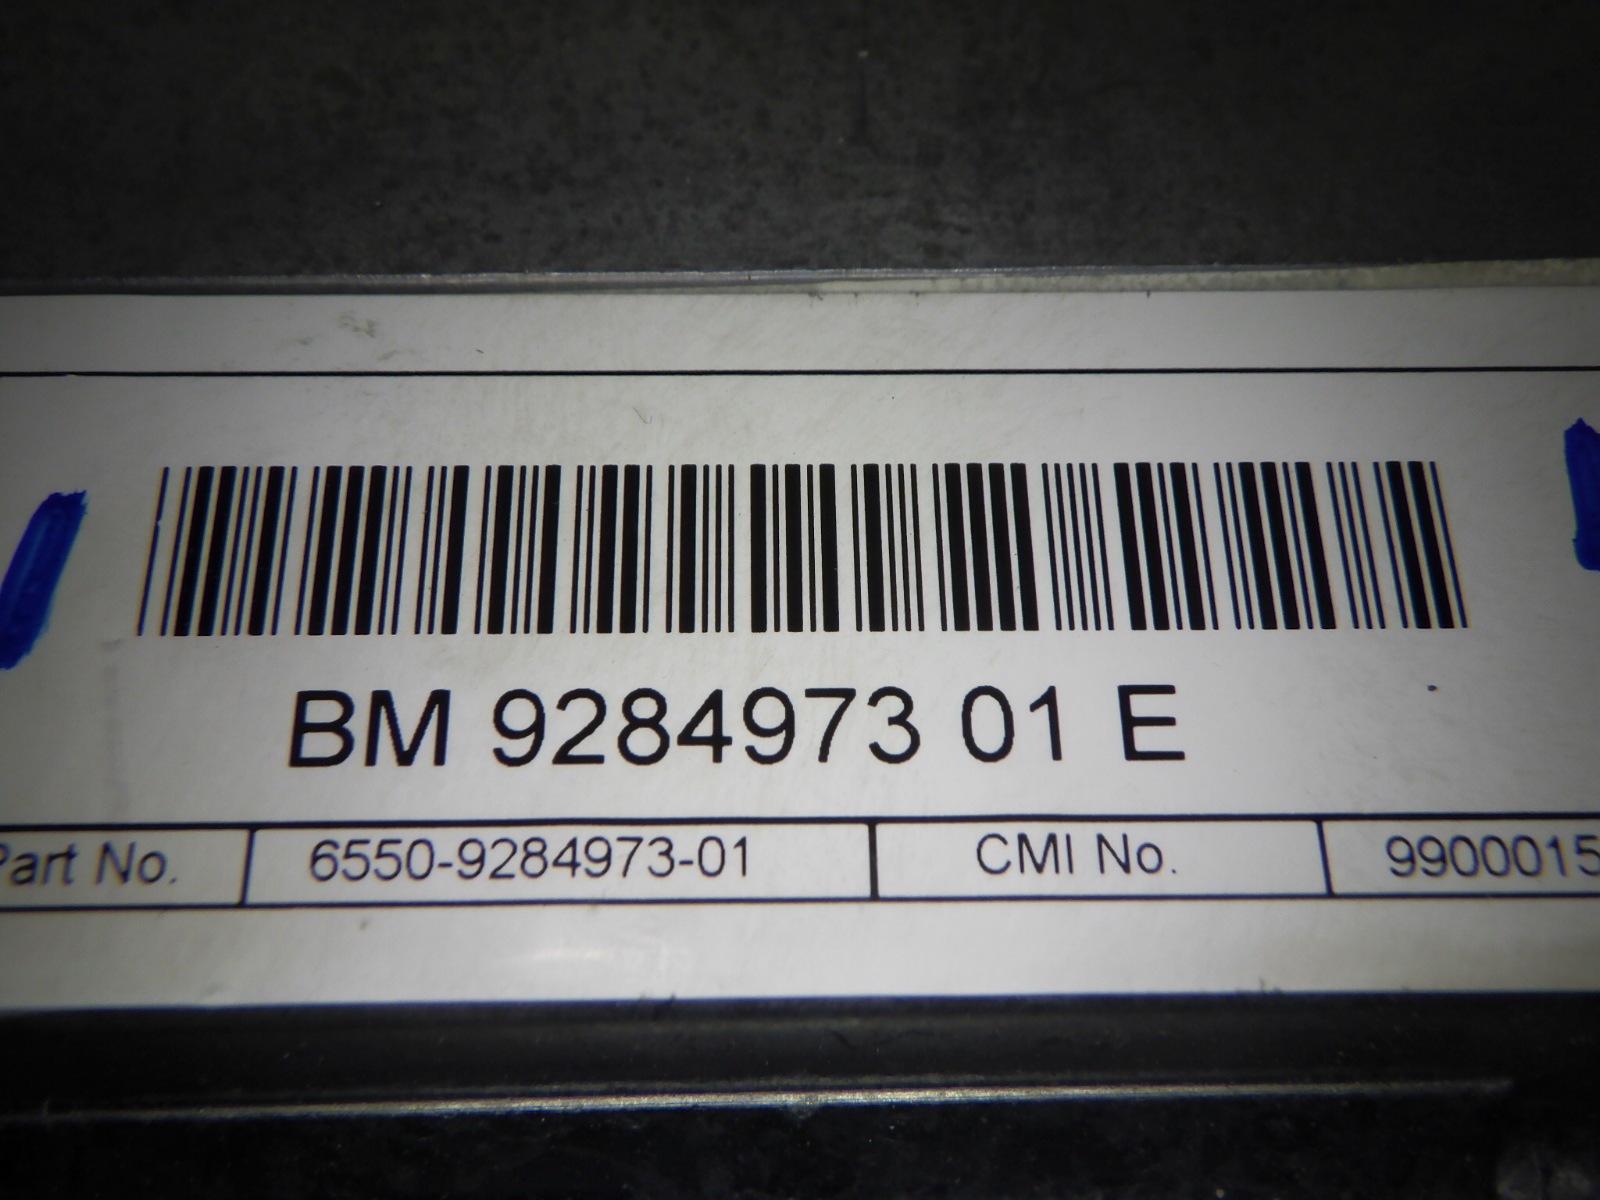 BM 9284973 01 E
Part No. 6550-9284973-01 CMI No. 9900015